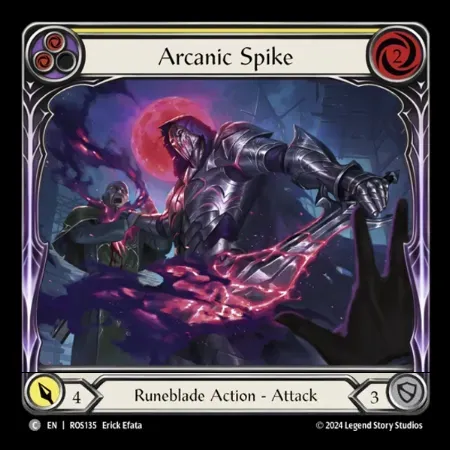 Arcanic Spike
2
4
Runeblade Action - Attack
3
C EN | ROS135 Erick Efata
© 2024 Legend Story Studios